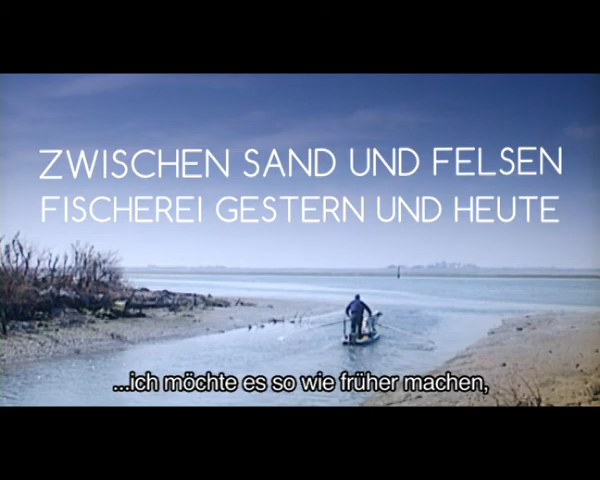 ZWISCHEN SAND UND FELSEN
FISCHEREI GESTERN UND HEUTE
...ich möchte es so wie früher machen,